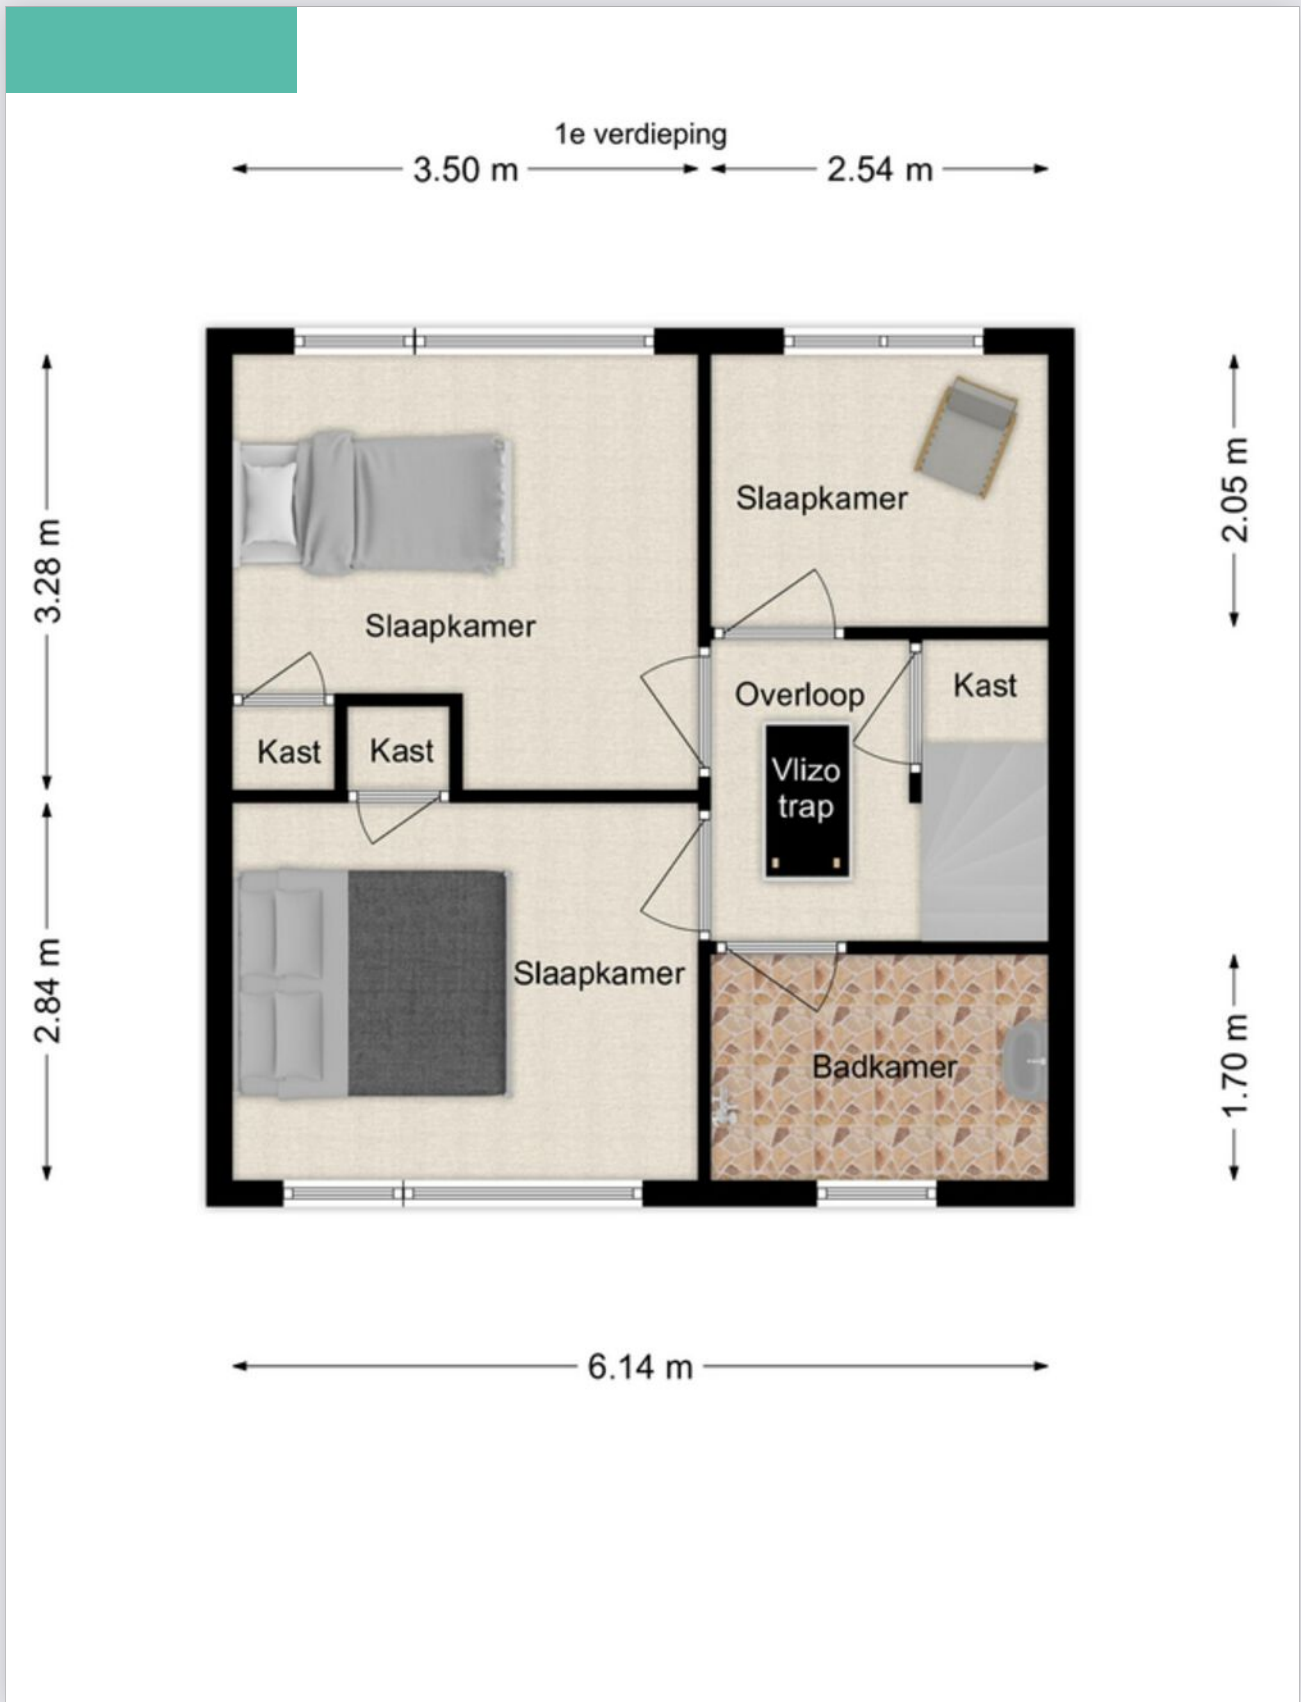 1e verdieping
3.50 m
2.54 m
3.28 m
2.05 m
Slaapkamer
Slaapkamer
Overloop
Kast
Kast
Kast
Vlizo
trap
2.84 m
Slaapkamer
Badkamer
1.70 m
6.14 m